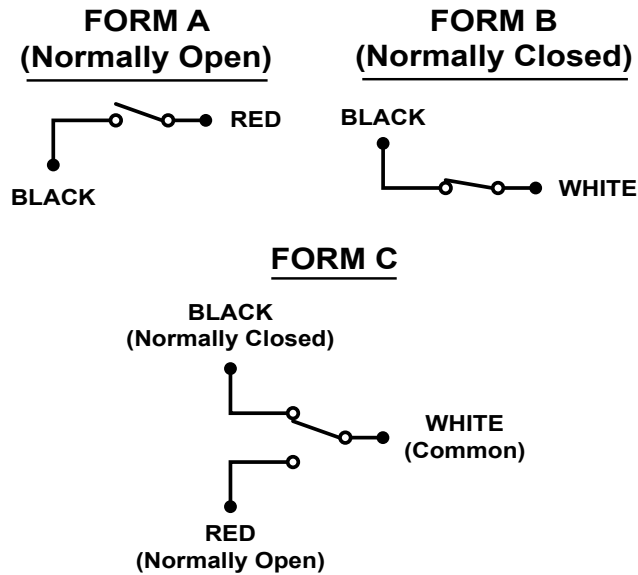 FORM A
(Normally Open)
RED
BLACK
FORM B
(Normally Closed)
BLACK
WHITE
FORM C
BLACK
(Normally Closed)
WHITE
(Common)
RED
(Normally Open)